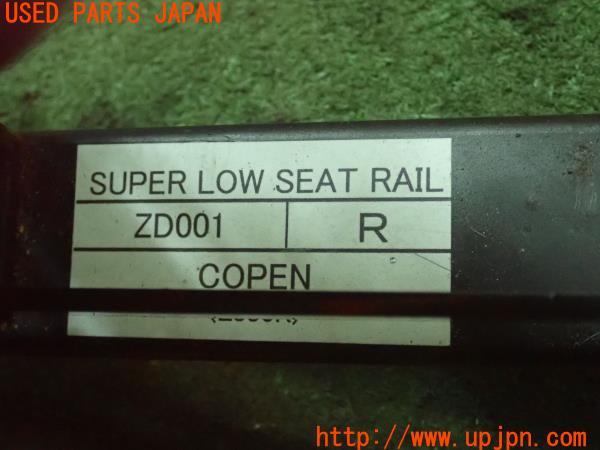 USED PARTS JAPAN
SUPER LOW SEAT RAIL
ZD001 R
COPEN
http://www.upjpn.com